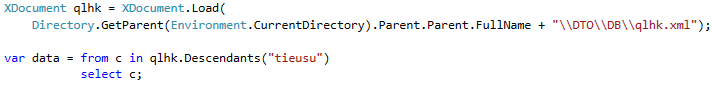 XDocument qlhk = XDocument.Load(
Directory.GetParent(Environment.CurrentDirectory).Parent.Parent.FullName + "\\DTO\\DB\\qlhk.xml");
var data = from c in qlhk.Descendants("tieusu")
select c;